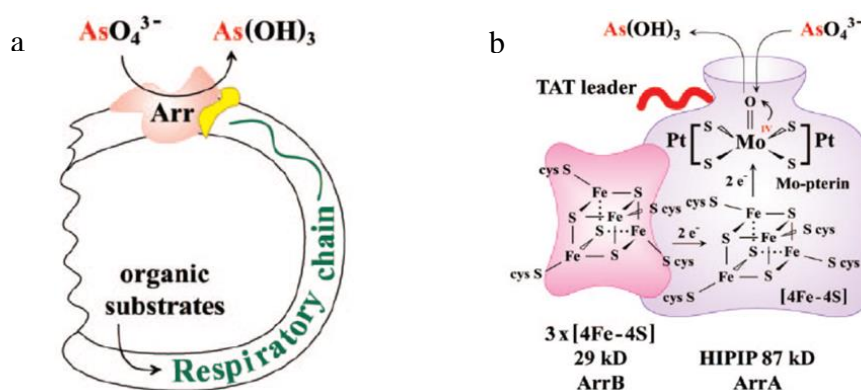 a
AsO₄³⁻ As(OH)₃
Arr
organic
substrates
Respiratory chain
b
As(OH)₃ AsO₄³⁻
TAT leader
O
IV
S S
Pt Mo Pt
S S
2 e⁻ Mo-pterin
cys
S
Fe S
S Fe S cys
S Fe
Fe
cys S
S
cys
2 e⁻
S cys
Fe S
S Fe
S Fe S cys
Fe
cys S
[4Fe-4S]
3 x [4Fe-4S]
29 kD
ArrB
HIPIP 87 kD
ArrA